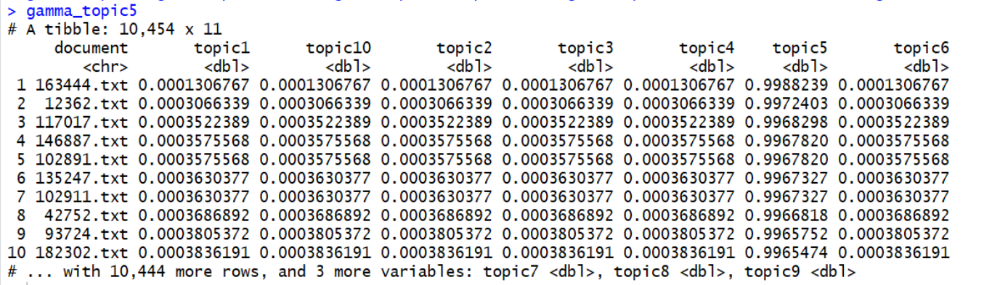 > gamma_topic5
# A tibble: 10,454 x 11
document topic1 topic10 topic2 topic3 topic4 topic5 topic6
<chr> <dbl> <dbl> <dbl> <dbl> <dbl> <dbl> <dbl>
1 163444.txt 0.0001306767 0.0001306767 0.0001306767 0.0001306767 0.0001306767 0.9988239 0.0001306767
2 12362.txt 0.0003066339 0.0003066339 0.0003066339 0.0003066339 0.0003066339 0.9972403 0.0003066339
3 117017.txt 0.0003522389 0.0003522389 0.0003522389 0.0003522389 0.0003522389 0.9968298 0.0003522389
4 146887.txt 0.0003575568 0.0003575568 0.0003575568 0.0003575568 0.0003575568 0.9967820 0.0003575568
5 102891.txt 0.0003575568 0.0003575568 0.0003575568 0.0003575568 0.0003575568 0.9967820 0.0003575568
6 135247.txt 0.0003630377 0.0003630377 0.0003630377 0.0003630377 0.0003630377 0.9967327 0.0003630377
7 102911.txt 0.0003630377 0.0003630377 0.0003630377 0.0003630377 0.0003630377 0.9967327 0.0003630377
8 42752.txt 0.0003686892 0.0003686892 0.0003686892 0.0003686892 0.0003686892 0.9966818 0.0003686892
9 93724.txt 0.0003805372 0.0003805372 0.0003805372 0.0003805372 0.0003805372 0.9965752 0.0003805372
10 182302.txt 0.0003836191 0.0003836191 0.0003836191 0.0003836191 0.0003836191 0.9965474 0.0003836191
# ... with 10,444 more rows, and 3 more variables: topic7 <dbl>, topic8 <dbl>, topic9 <dbl>